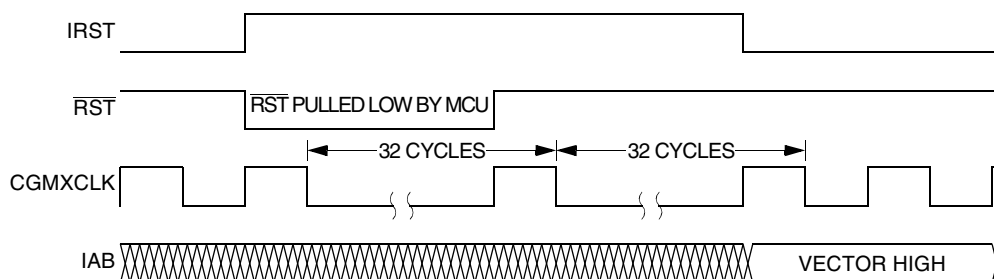 IRST
RST RST PULLED LOW BY MCU
32 CYCLES 32 CYCLES
CGMXCLK
IAB VECTOR HIGH